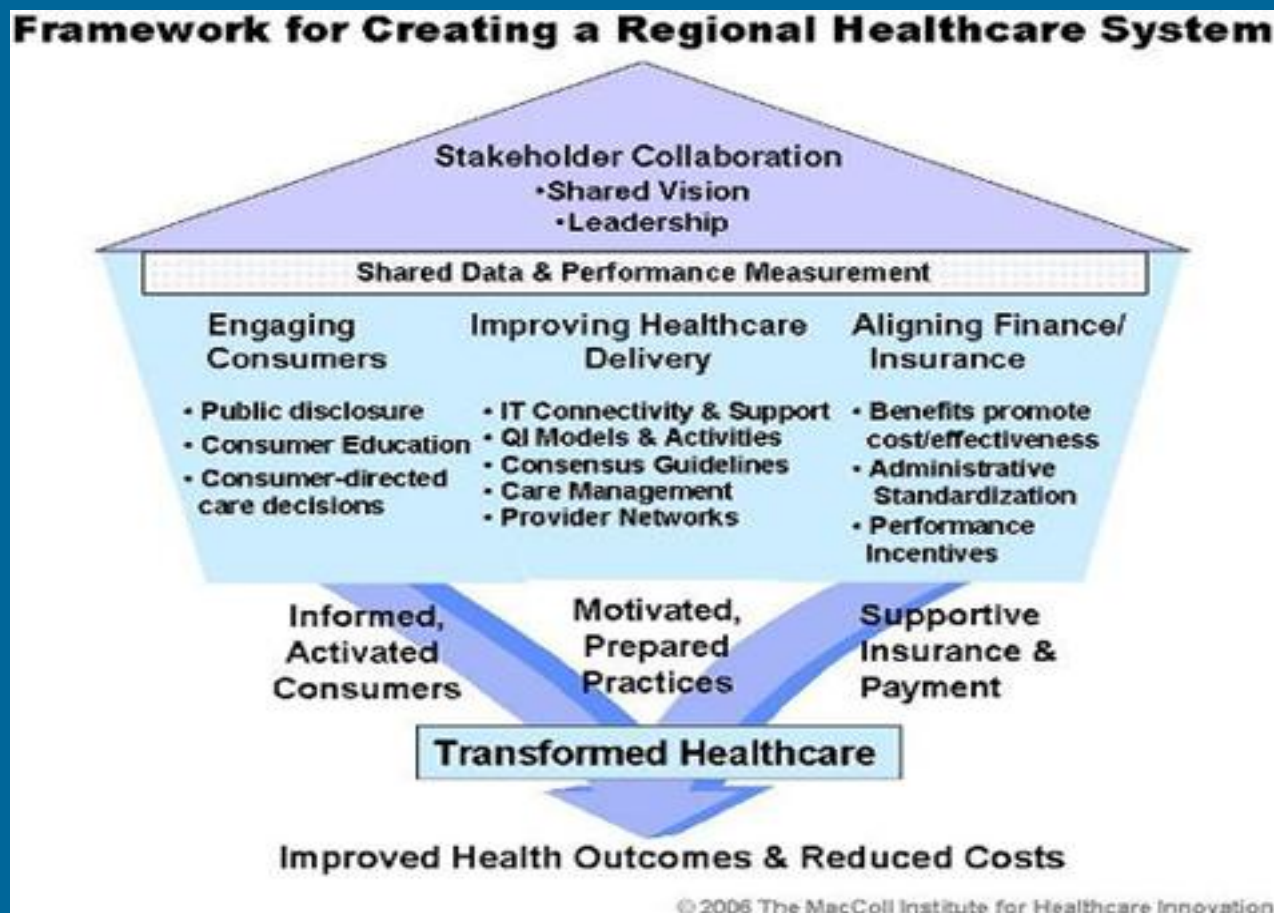 Framework for Creating a Regional Healthcare System
Stakeholder Collaboration
•Shared Vision
•Leadership
Shared Data & Performance Measurement
Engaging
Consumers
• Public disclosure
• Consumer Education
• Consumer-directed
care decisions
Improving Healthcare
Delivery
• IT Connectivity & Support
• QI Models & Activities
• Consensus Guidelines
• Care Management
• Provider Networks
Aligning Finance/
Insurance
• Benefits promote
cost/effectiveness
• Administrative
Standardization
• Performance
Incentives
Informed,
Activated
Consumers
Motivated,
Prepared
Practices
Supportive
Insurance &
Payment
Transformed Healthcare
Improved Health Outcomes & Reduced Costs
© 2006 The MacColl Institute for Healthcare Innovation